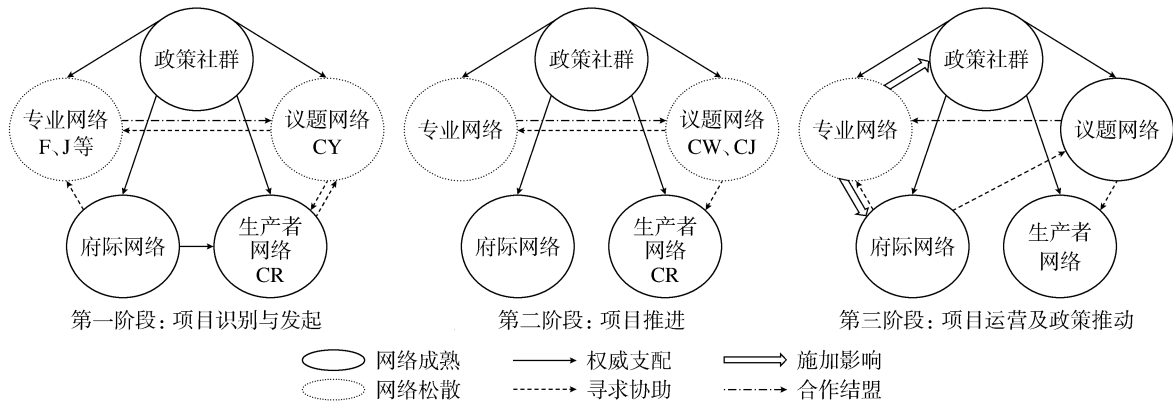 政策社群
专业网络
F、J等
议题网络
CY
府际网络
生产者
网络
CR
第一阶段：项目识别与发起
政策社群
专业网络
议题网络
CW、CJ
府际网络
生产者
网络
CR
第二阶段：项目推进
政策社群
专业网络
议题网络
府际网络
生产者
网络
第三阶段：项目运营及政策推动
网络成熟
权威支配
施加影响
网络松散
寻求协助
合作结盟